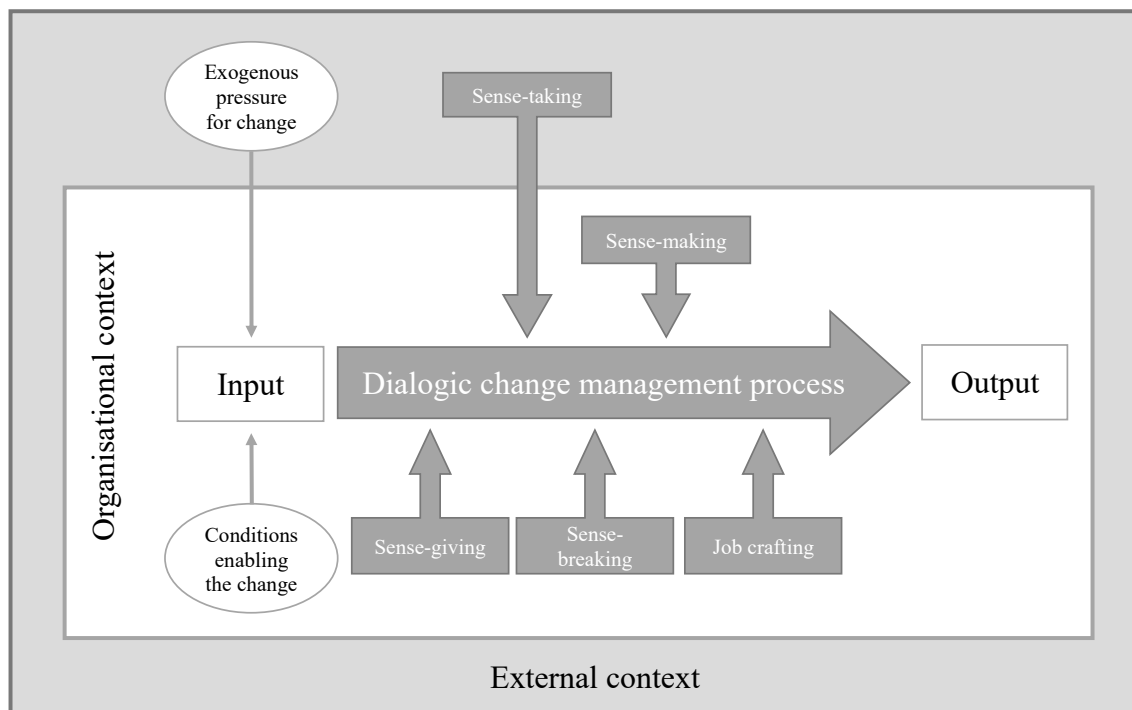 Exogenous
pressure
for change
Sense-taking
Sense-making
Organisational context
Input
Dialogic change management process
Output
Conditions
enabling
the change
Sense-giving
Sense-
breaking
Job crafting
External context